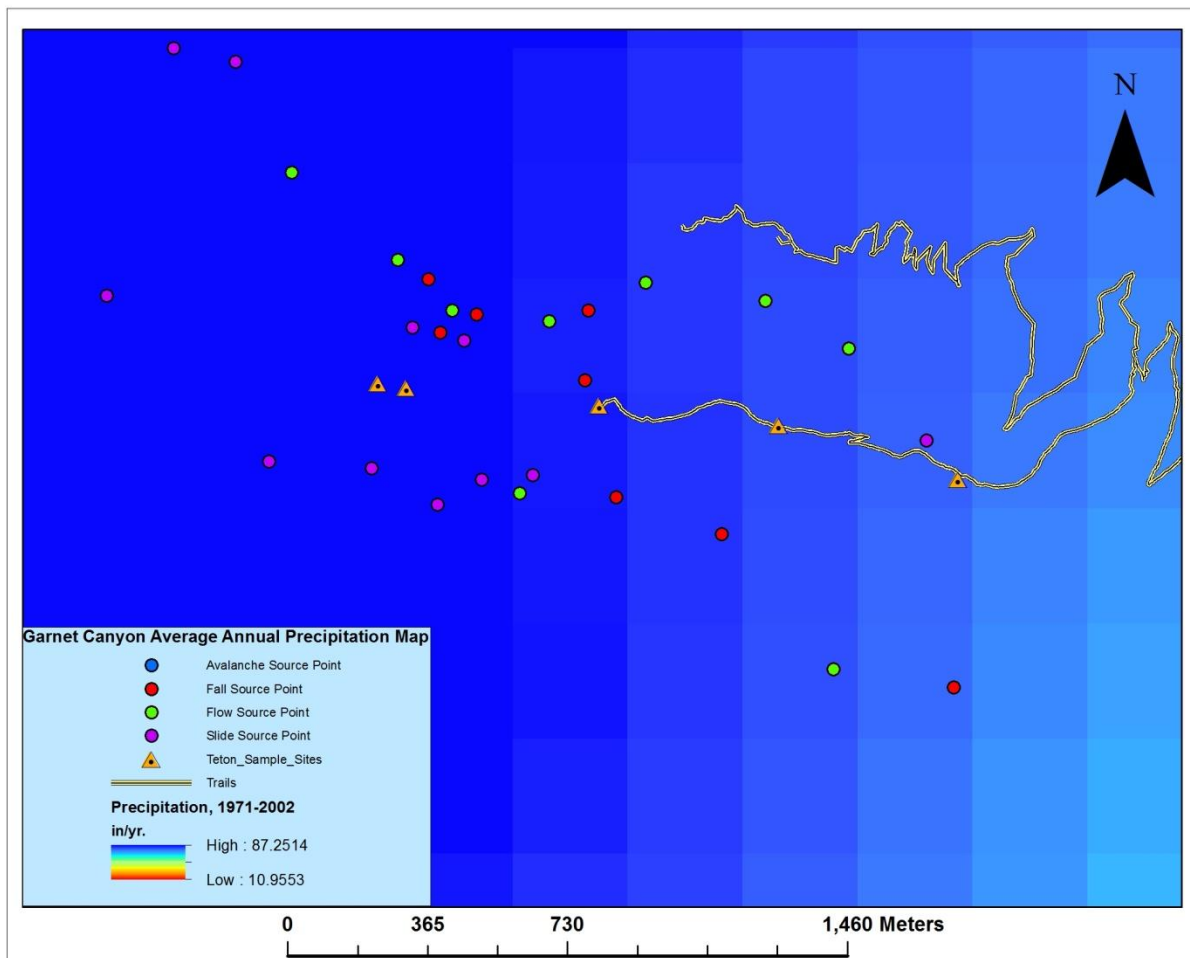 N
Garnet Canyon Average Annual Precipitation Map
Avalanche Source Point
Fall Source Point
Flow Source Point
Slide Source Point
Teton_Sample_Sites
Trails
Precipitation, 1971-2002
in/yr.
High : 87.2514
Low : 10.9553
0 365 730 1,460 Meters